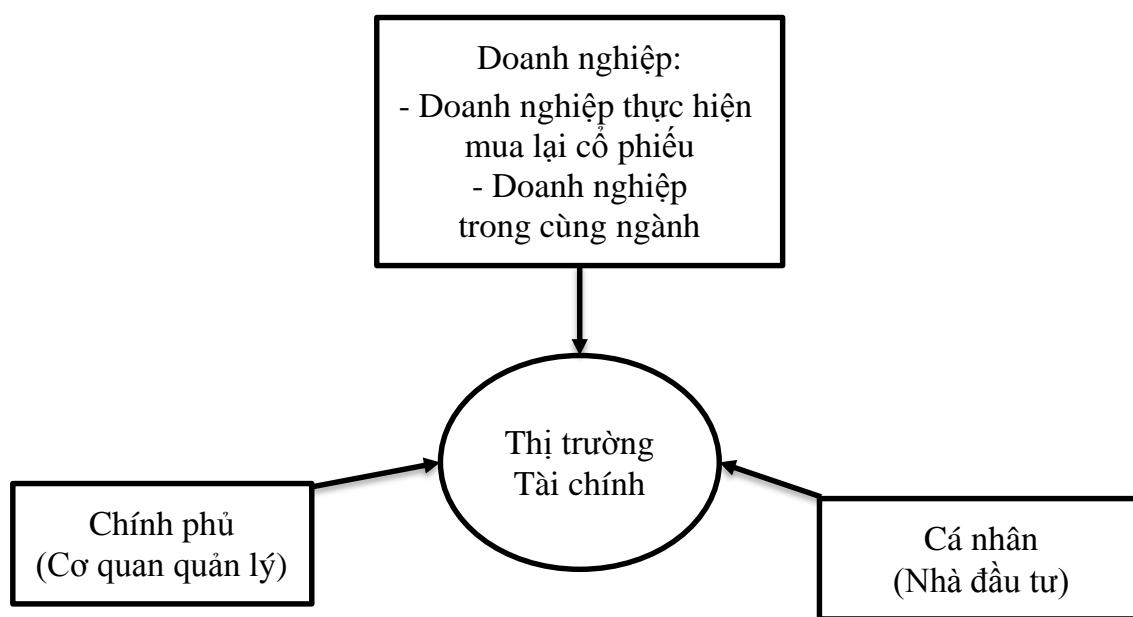 Doanh nghiệp:
- Doanh nghiệp thực hiện
mua lại cổ phiếu
- Doanh nghiệp
trong cùng ngành
Thị trường
Tài chính
Chính phủ
(Cơ quan quản lý)
Cá nhân
(Nhà đầu tư)